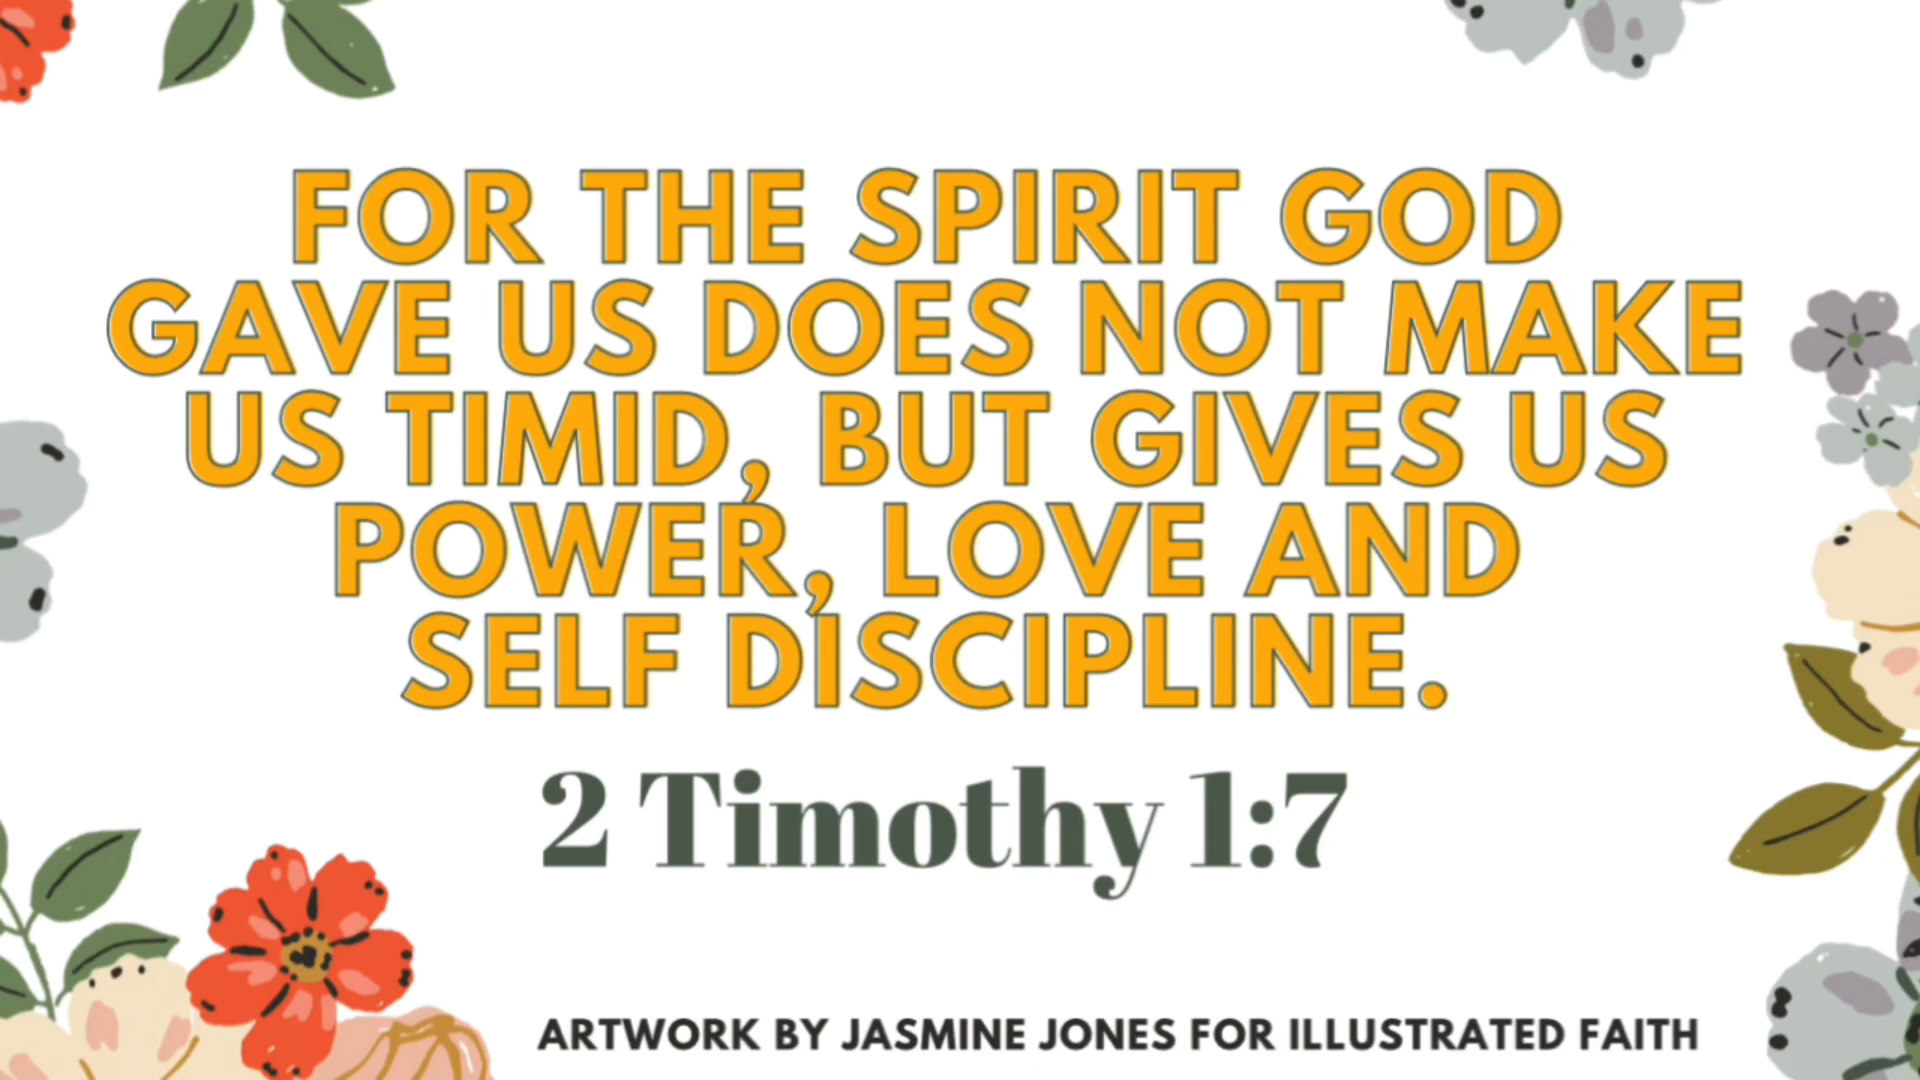 FOR THE SPIRIT GOD
GAVE US DOES NOT MAKE
US TIMID, BUT GIVES US
POWER, LOVE AND
SELF DISCIPLINE.
2 Timothy 1:7
ARTWORK BY JASMINE JONES FOR ILLUSTRATED FAITH